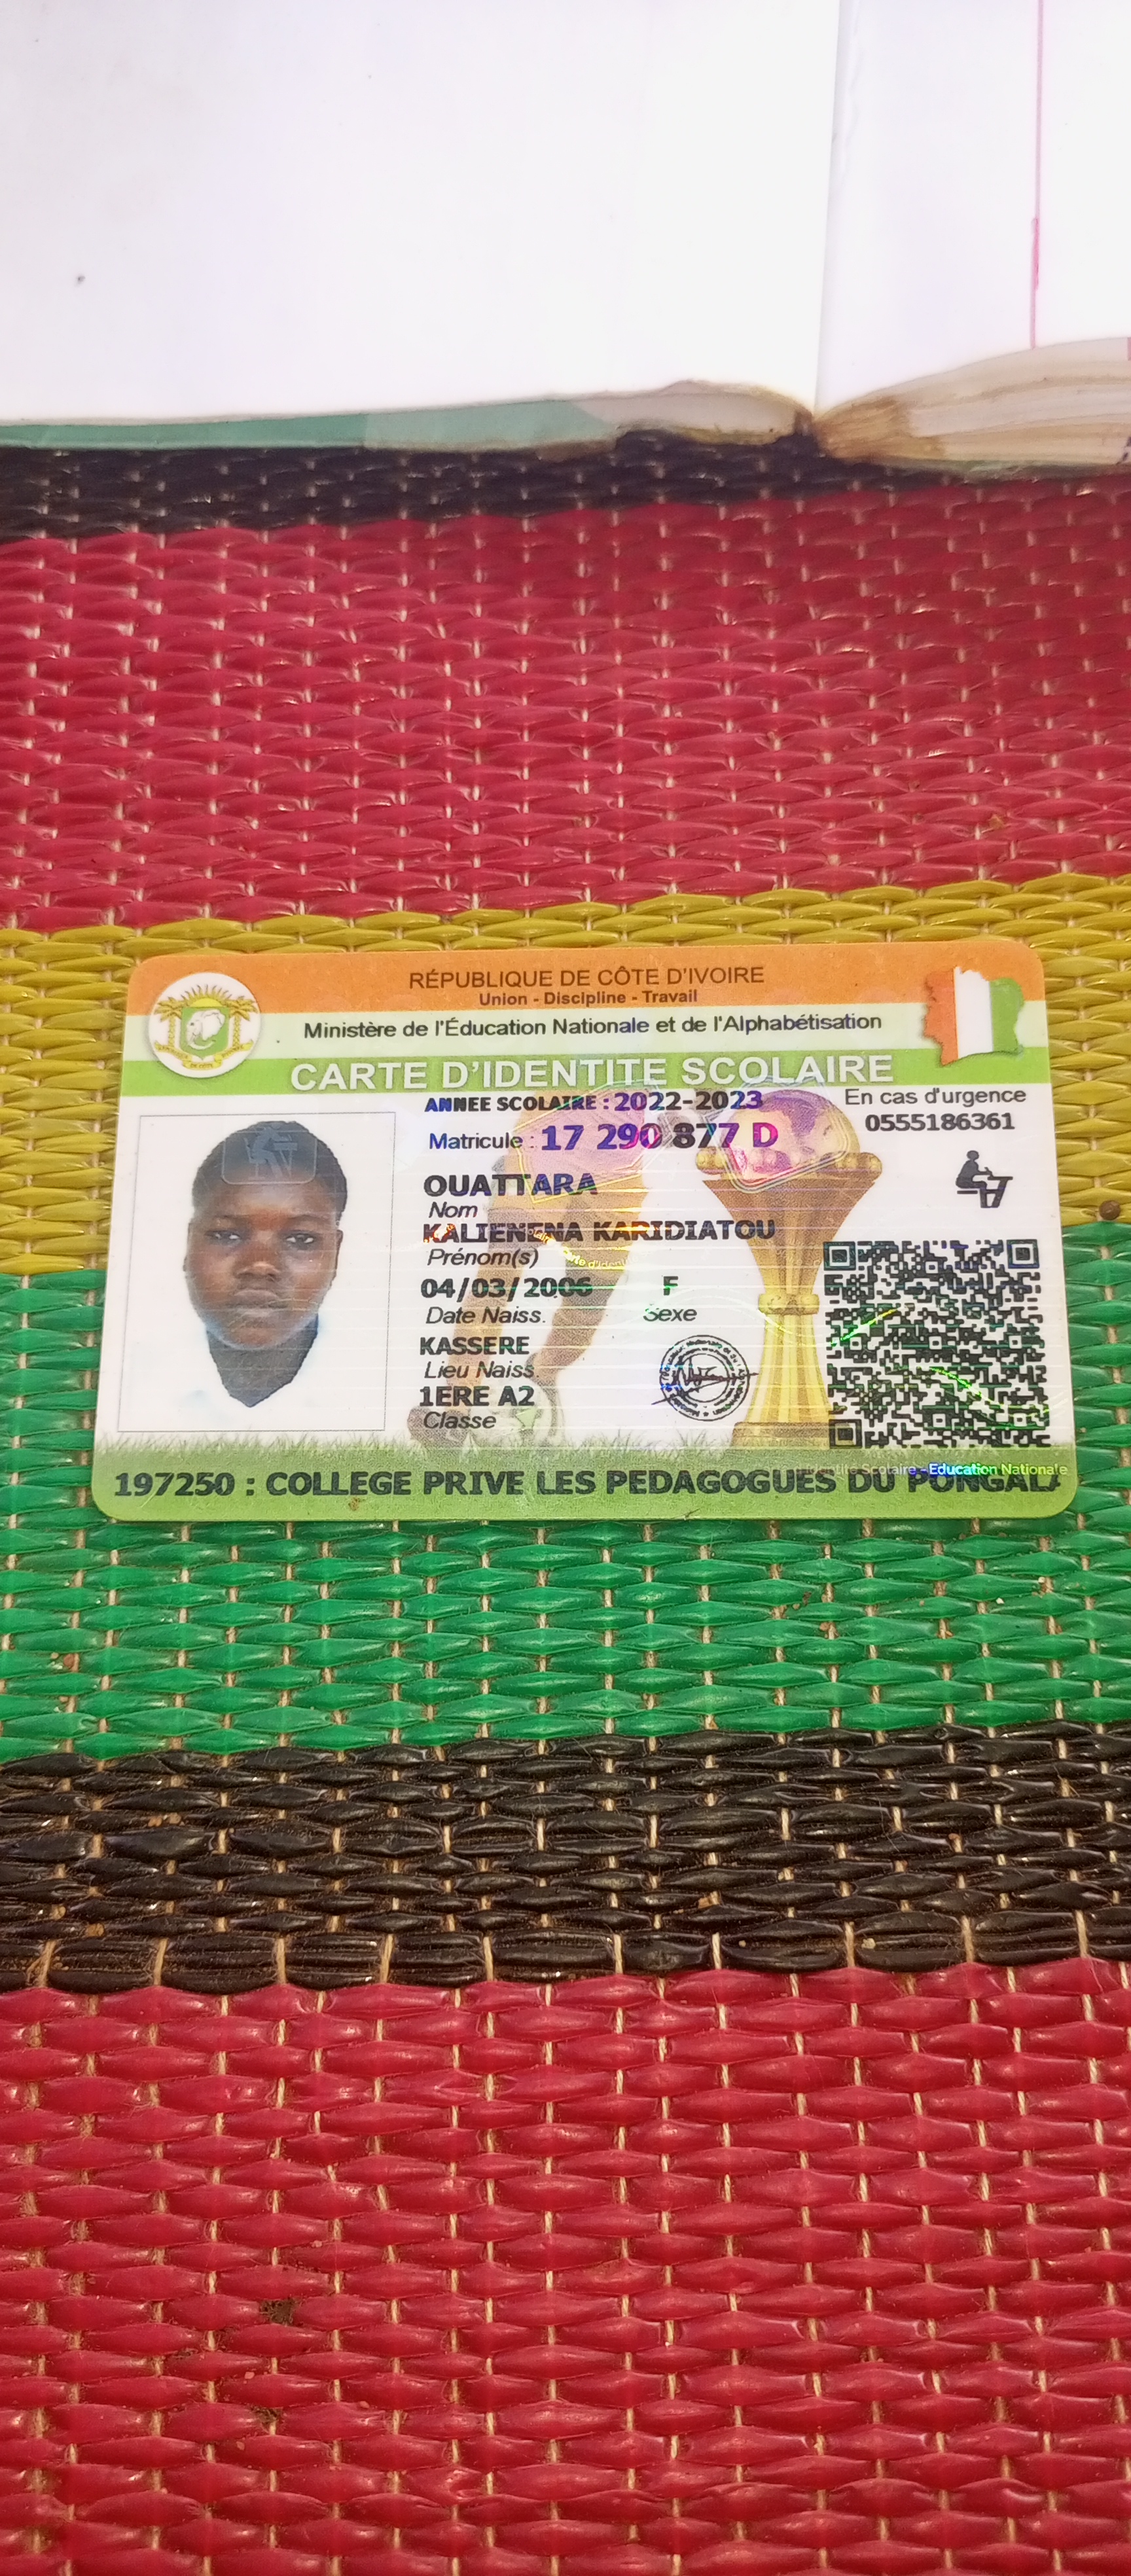 RÉPUBLIQUE DE CÔTE D'IVOIRE
Union - Discipline - Travail
Ministère de l'Éducation Nationale et de l'Alphabétisation
CARTE D'IDENTITE SCOLAIRE
ANNEE SCOLAIRE : 2022-2023
En cas d'urgence
0555186361
Matricule : 17 290 877 D
OUATTARA
Nom
KALIENENA KARIDIATOU
Prénom(s)
04/03/2006 F
Date Naiss. Sexe
KASSERE
Lieu Naiss.
1ERE A2
Classe
Identité Scolaire - Education Nationale
197250 : COLLEGE PRIVE LES PEDAGOGUES DU PONGALA